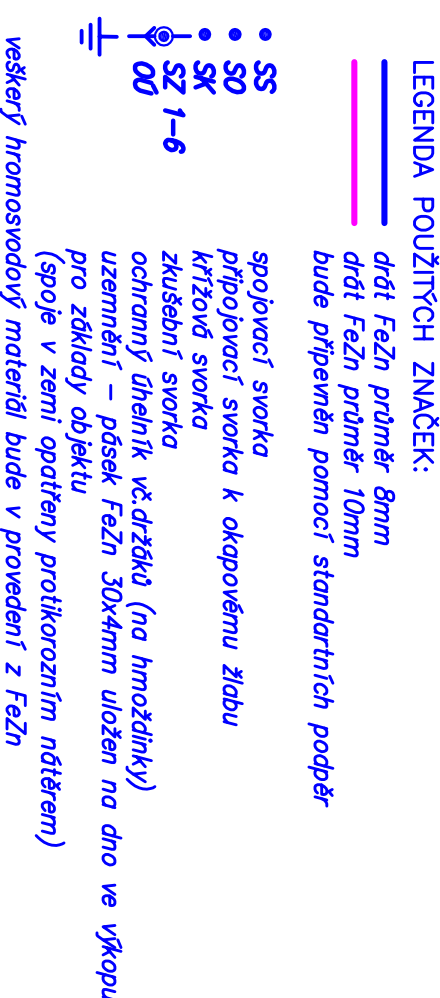 LEGENDA POUŽITÝCH ZNAČEK:
drát FeZn průměr 8mm
drát FeZn průměr 10mm
bude připevněn pomocí standartních podpěr
SS spojovací svorka
SO připojovací svorka k okapovému žlabu
SK křížová svorka
SZ 1-6 zkušební svorka
OÚ ochranný úhelník vč.držáků (na hmoždinky)
uzemnění – pásek FeZn 30x4mm uložen na dno ve výkopu
pro základy objektu
(spoje v zemi opatřeny protikorozním nátěrem)
veškerý hromosvodový materiál bude v provedení z FeZn